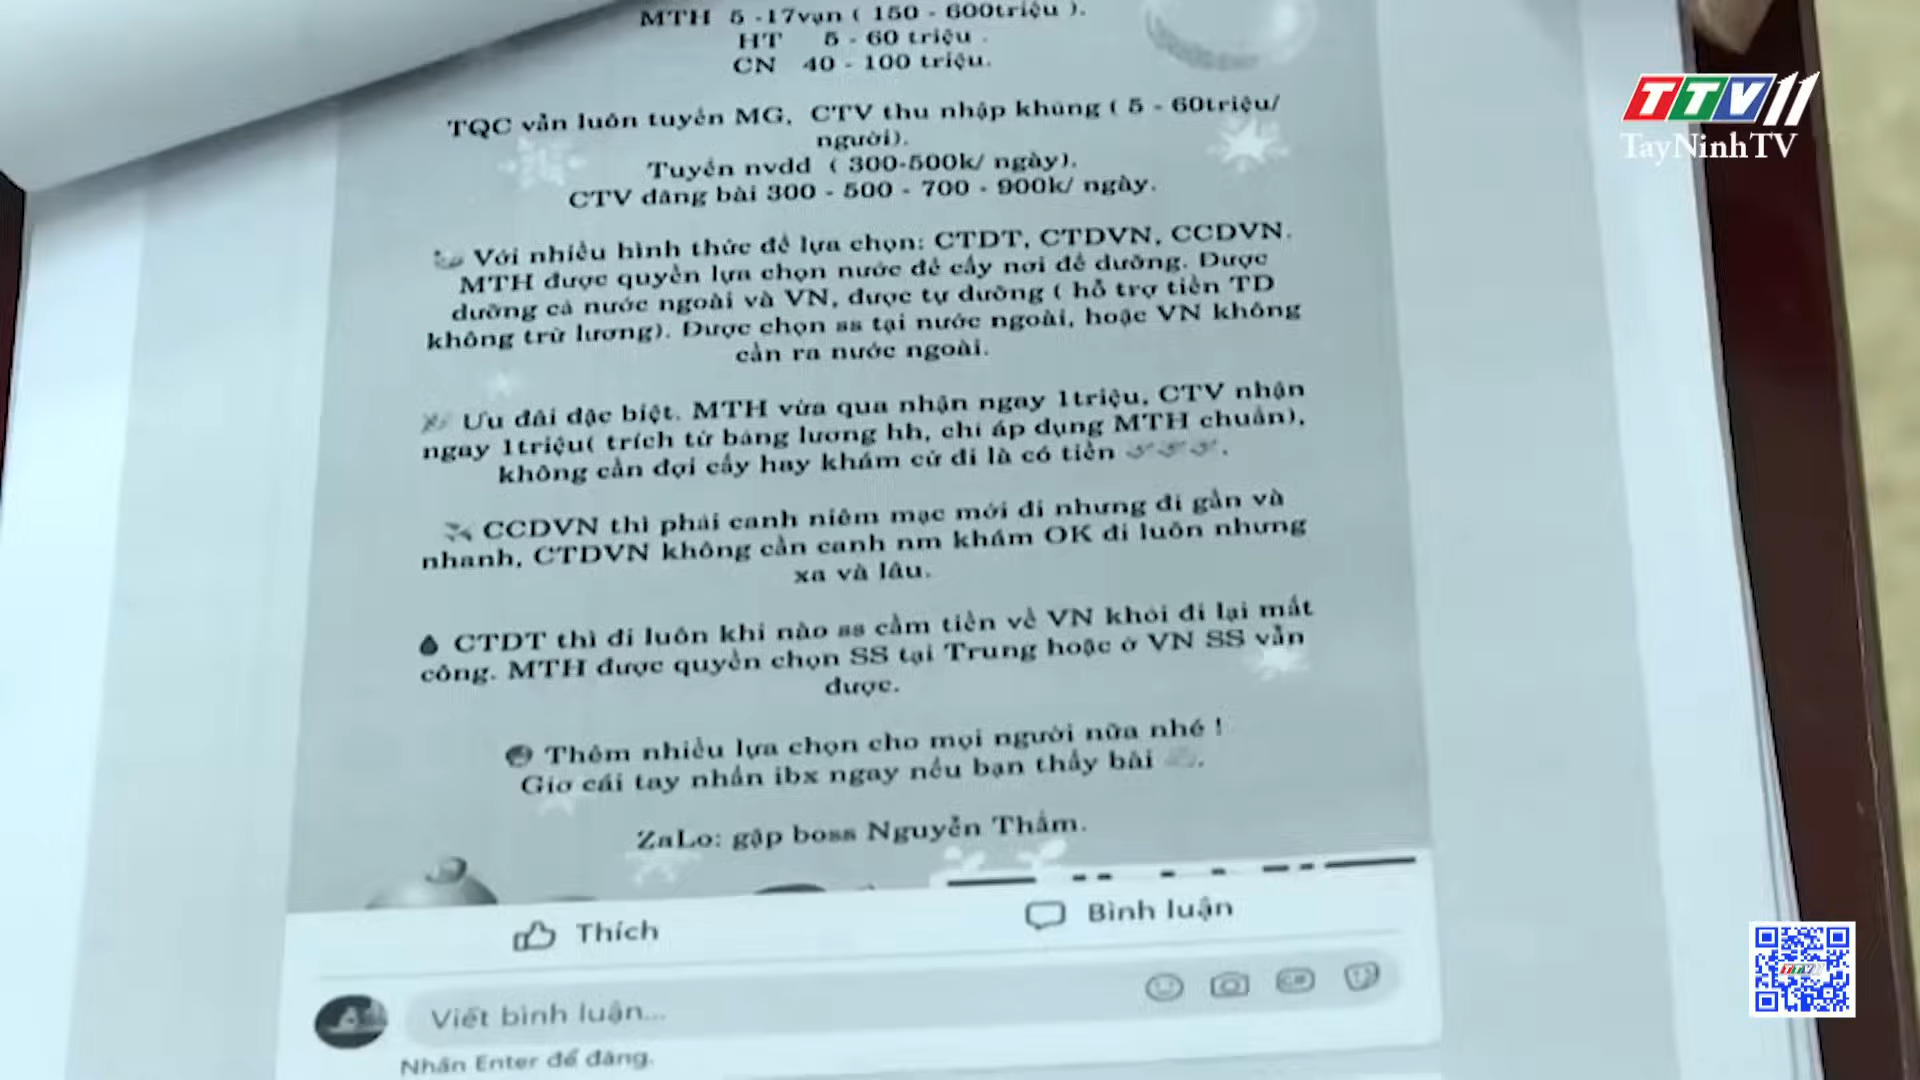 MTH 5 -17vạn ( 150 - 600triệu ).
HT 5 - 60 triệu .
CN 40 - 100 triệu.
TQC vẫn luôn tuyển MG, CTV thu nhập khủng ( 5 - 60triệu/
người).
Tuyển nvdd ( 300-500k/ ngày).
CTV đăng bài 300 - 500 - 700 - 900k/ ngày.
Với nhiều hình thức để lựa chọn: CTDT, CTDVN, CCDVN.
MTH được quyền lựa chọn nước để cấy nơi để dưỡng. Được
dưỡng cả nước ngoài và VN, được tự dưỡng ( hỗ trợ tiền TD
không trừ lương). Được chọn ss tại nước ngoài, hoặc VN không
cần ra nước ngoài.
Ưu đãi đặc biệt. MTH vừa qua nhận ngay 1triệu, CTV nhận
ngay 1triệu( trích từ bảng lương hh, chỉ áp dụng MTH chuẩn),
không cần đợi cấy hay khám cứ đi là có tiền .
CCDVN thì phải canh niêm mạc mới đi nhưng đi gần và
nhanh, CTDVN không cần canh nm khám OK đi luôn nhưng
xa và lâu.
CTDT thì đi luôn khi nào ss cầm tiền về VN khỏi đi lại mất
công. MTH được quyền chọn SS tại Trung hoặc ở VN SS vẫn
được.
Thêm nhiều lựa chọn cho mọi người nữa nhé !
Giơ cái tay nhấn ibx ngay nếu bạn thấy bài .
ZaLo: gặp boss Nguyễn Thắm.
Thích
Bình luận
Viết bình luận...
Nhấn Enter để đăng.
TTV11
TayNinhTV